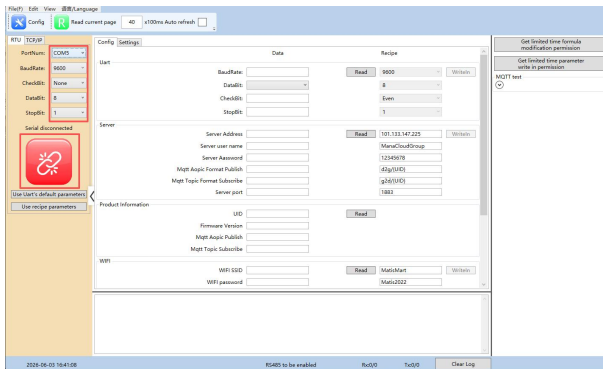 File(F) Edit View 语言/Language
Config Read current page 40 x100ms Auto refresh
RTU TCP/IP
Config Settings
PortNum: COM5
BaudRate: 9600
CheckBit: None
DataBit: 8
StopBit: 1
Serial disconnected
Use Uart's default parameters
Use recipe parameters
Data Recipe
Uart
BaudRate: Read 9600 Writein
DataBit: 8
CheckBit: Even
StopBit: 1
Server
Server Address Read 101.133.147.225 Writein
Server user name ManaCloudGroup
Server Aassword 12345678
Mqtt Aopic Format Publish d2g/{UID}
Mqtt Topic Format Subscribe g2d/{UID}
Server port 1883
Product Information
UID Read
Firmware Version
Mqtt Aopic Publish
Mqtt Topic Subscribe
WIFI
WIFI SSID Read MatisMart Writein
WIFI password Matis2022
Get limited time formula
modification permission
Get limited time parameter
write in permission
MQTT test
2026-06-03 16:41:08 RS485 to be enabled Rx:0/0 Tx:0/0 Clear Log